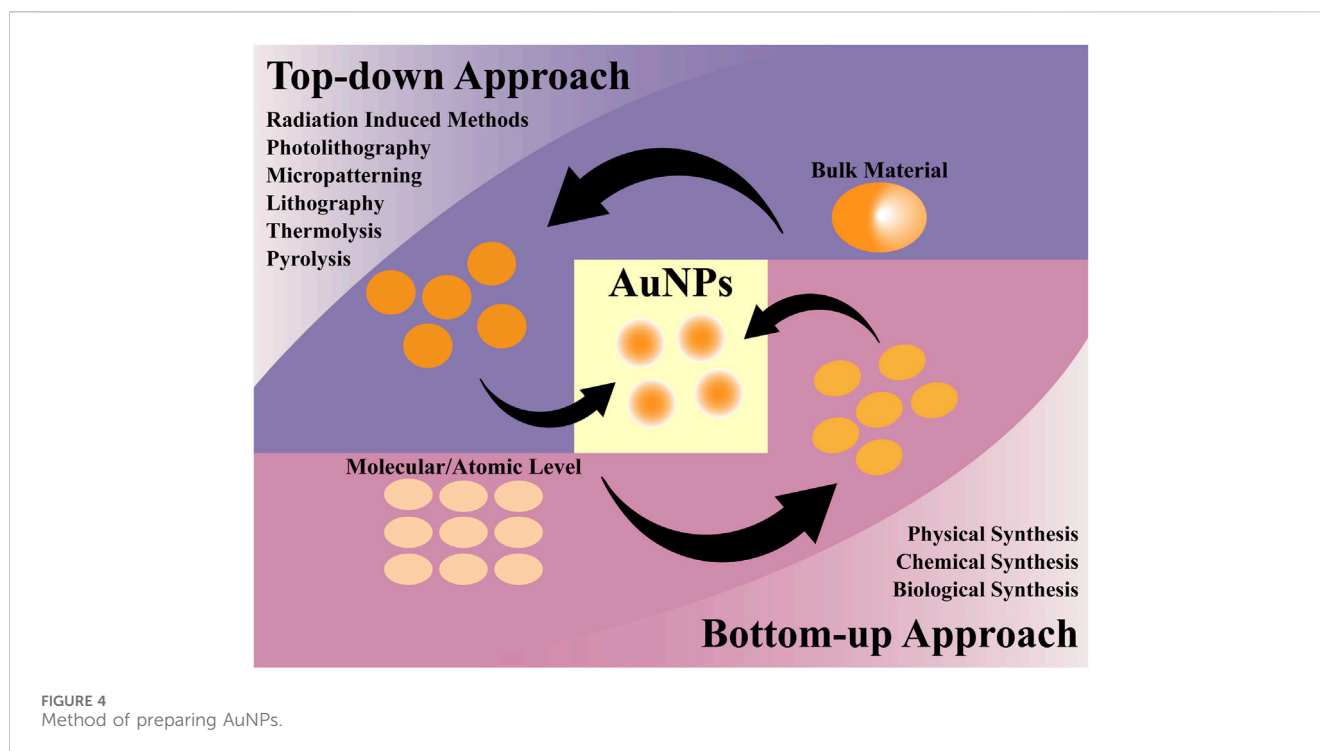 Top-down Approach
Radiation Induced Methods
Photolithography
Micropatterning
Lithography
Thermolysis
Pyrolysis
Bulk Material
AuNPs
Molecular/Atomic Level
Physical Synthesis
Chemical Synthesis
Biological Synthesis
Bottom-up Approach
FIGURE 4
Method of preparing AuNPs.